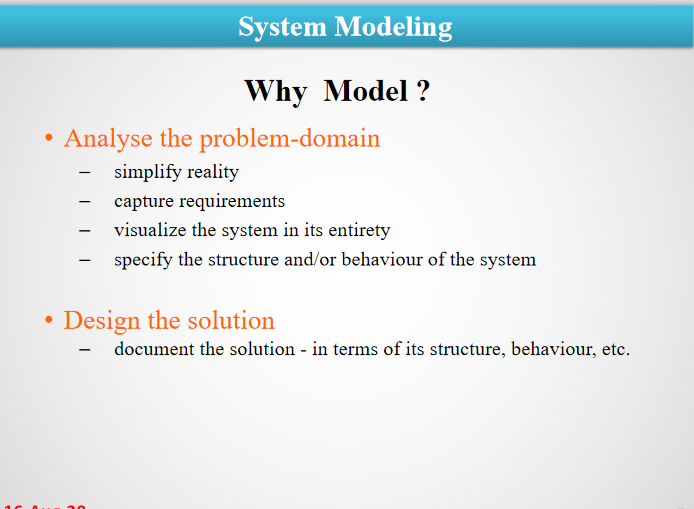 System Modeling
Why Model ?
• Analyse the problem-domain
– simplify reality
– capture requirements
– visualize the system in its entirety
– specify the structure and/or behaviour of the system
• Design the solution
– document the solution - in terms of its structure, behaviour, etc.